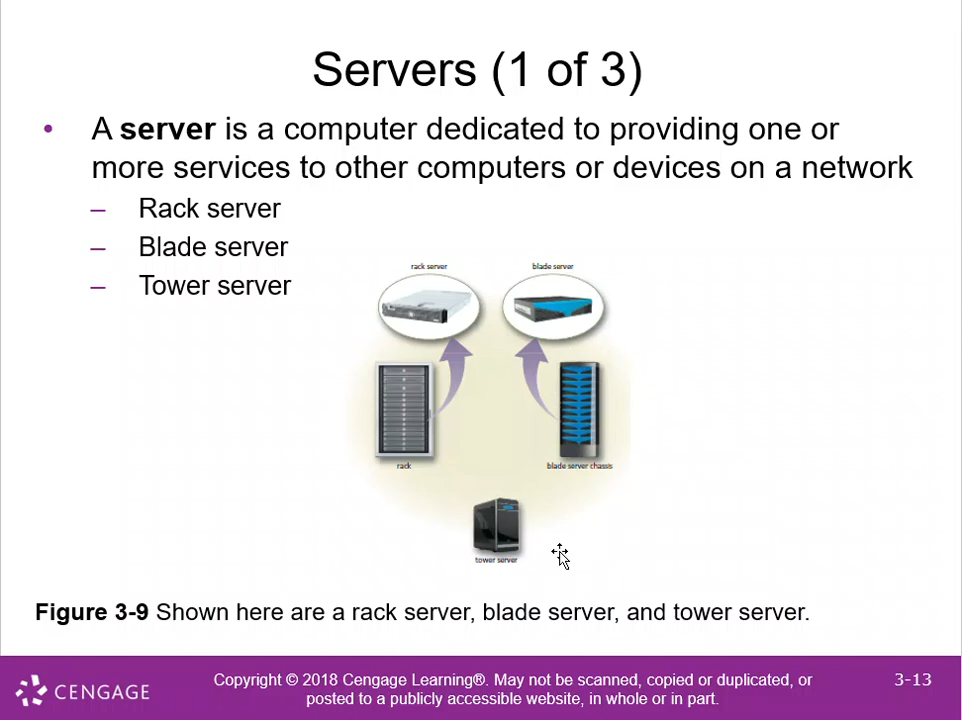 Servers (1 of 3)
• A server is a computer dedicated to providing one or
more services to other computers or devices on a network
– Rack server
– Blade server
– Tower server
rack server
blade server
rack
blade server chassis
tower server
Figure 3-9 Shown here are a rack server, blade server, and tower server.
CENGAGE
Copyright © 2018 Cengage Learning®. May not be scanned, copied or duplicated, or
posted to a publicly accessible website, in whole or in part.
3-13